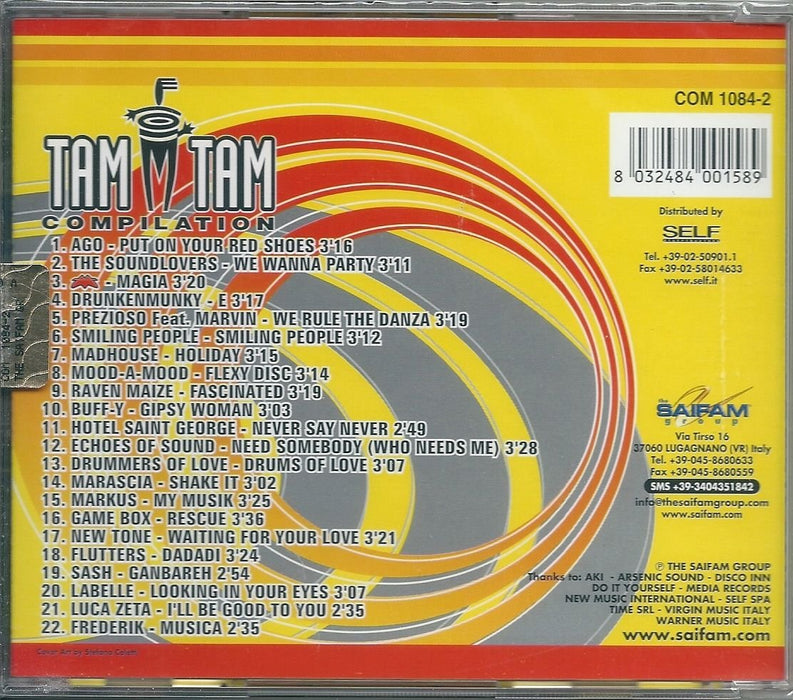 COM 1084-2
8 032484 001589
TAM TAM
COMPILATION
1. AGO - PUT ON YOUR RED SHOES 3'16
2. THE SOUNDLOVERS - WE WANNA PARTY 3'11
3. - MAGIA 3'20
4. DRUNKENMUNKY - E 3'17
5. PREZIOSO Feat. MARVIN - WE RULE THE DANZA 3'19
6. SMILING PEOPLE - SMILING PEOPLE 3'12
7. MADHOUSE - HOLIDAY 3'15
8. MOOD-A-MOOD - FLEXY DISC 3'14
9. RAVEN MAIZE - FASCINATED 3'19
10. BUFF-Y - GIPSY WOMAN 3'03
11. HOTEL SAINT GEORGE - NEVER SAY NEVER 2'49
12. ECHOES OF SOUND - NEED SOMEBODY (WHO NEEDS ME) 3'28
13. DRUMMERS OF LOVE - DRUMS OF LOVE 3'07
14. MARASCIA - SHAKE IT 3'02
15. MARKUS - MY MUSIK 3'25
16. GAME BOX - RESCUE 3'36
17. NEW TONE - WAITING FOR YOUR LOVE 3'21
18. FLUTTERS - DADADI 3'24
19. SASH - GANBAREH 2'54
20. LABELLE - LOOKING IN YOUR EYES 3'07
21. LUCA ZETA - I'LL BE GOOD TO YOU 2'35
22. FREDERIK - MUSICA 2'35
Cover Art by Stefano Coletti
Distributed by
SELF
Tel. +39-02-50901.1
Fax +39-02-58014633
www.self.it
the
SAIFAM
group
Via Tirso 16
37060 LUGAGNANO (VR) Italy
Tel. +39-045-8680633
Fax +39-045-8680559
SMS +39-3404351842
info@thesaifamgroup.com
www.saifam.com
℗ THE SAIFAM GROUP
Thanks to: AKI - ARSENIC SOUND - DISCO INN
DO IT YOURSELF - MEDIA RECORDS
NEW MUSIC INTERNATIONAL - SELF SPA
TIME SRL - VIRGIN MUSIC ITALY
WARNER MUSIC ITALY
www.saifam.com